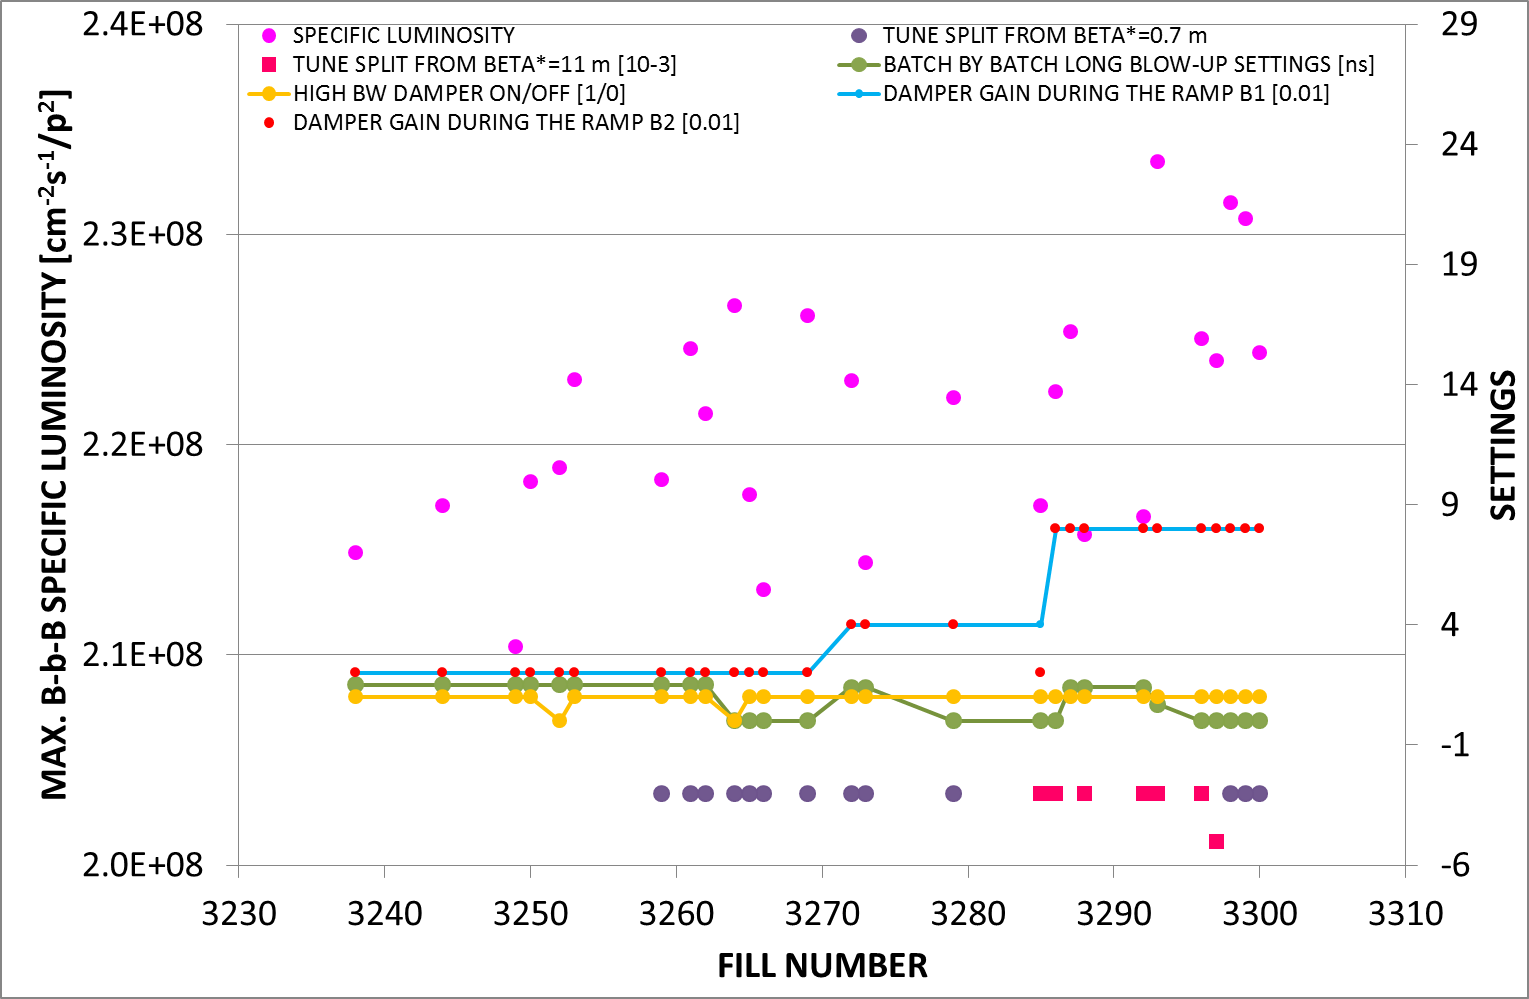 2.4E+08
2.3E+08
2.2E+08
2.1E+08
2.0E+08
MAX. B-b-B SPECIFIC LUMINOSITY [cm-2s-1/p2]
SPECIFIC LUMINOSITY
TUNE SPLIT FROM BETA*=0.7 m
TUNE SPLIT FROM BETA*=11 m [10-3]
BATCH BY BATCH LONG BLOW-UP SETTINGS [ns]
HIGH BW DAMPER ON/OFF [1/0]
DAMPER GAIN DURING THE RAMP B1 [0.01]
DAMPER GAIN DURING THE RAMP B2 [0.01]
29
24
19
14
9
4
-1
-6
SETTINGS
3230 3240 3250 3260 3270 3280 3290 3300 3310
FILL NUMBER